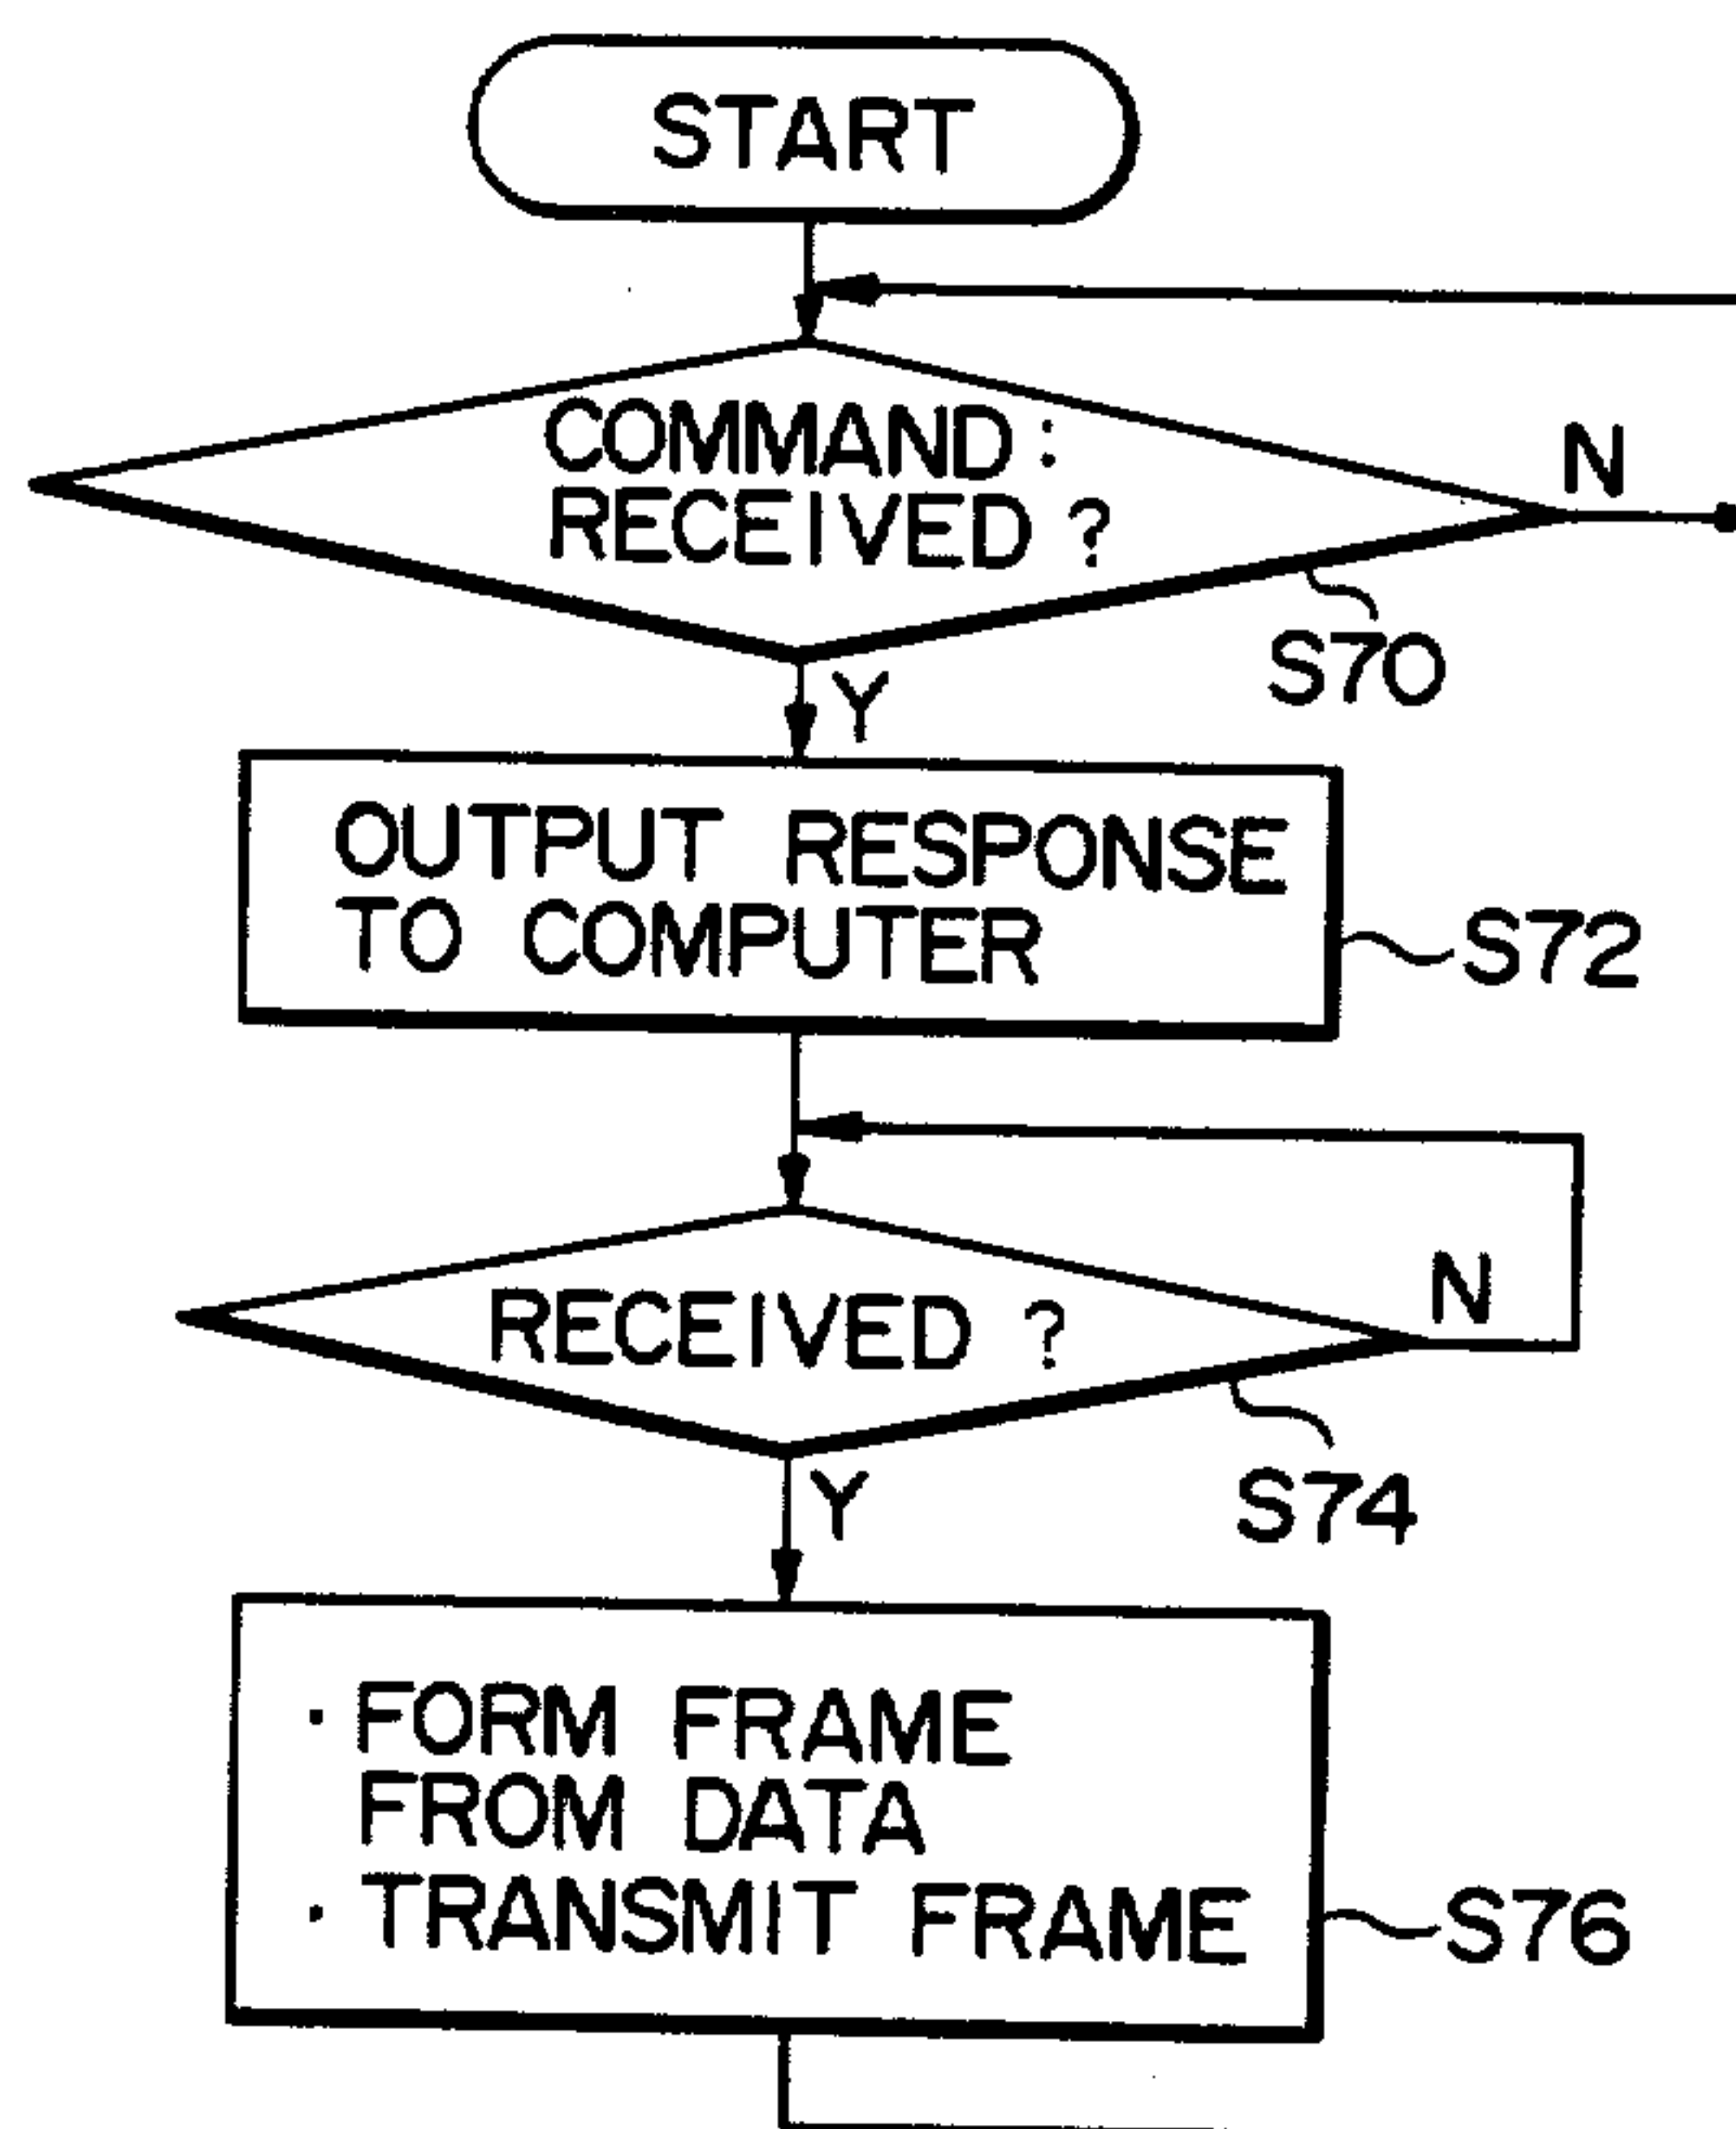 START
COMMAND :
RECEIVED ?
N
S70
Y
OUTPUT RESPONSE
TO COMPUTER
S72
RECEIVED ?
N
S74
Y
· FORM FRAME
FROM DATA
· TRANSMIT FRAME
S76